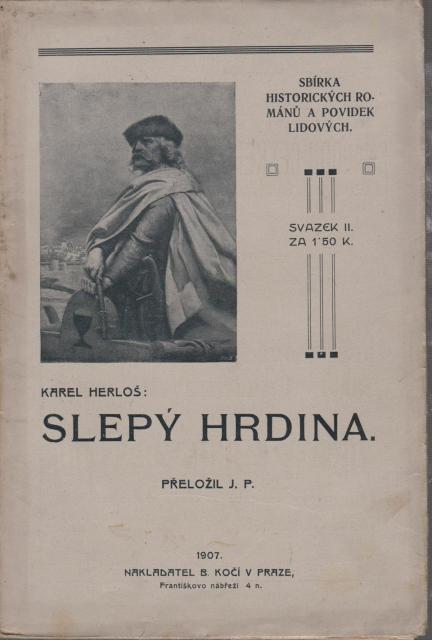 SBÍRKA
HISTORICKÝCH RO-
MÁNŮ A POVIDEK
LIDOVÝCH.
SVAZEK II.
ZA 1·50 K.
KAREL HERLOŠ:
SLEPÝ HRDINA.
PŘELOŽIL J. P.
1907.
NAKLADATEL B. KOČÍ V PRAZE,
Františkovo nábřeží 4 n.